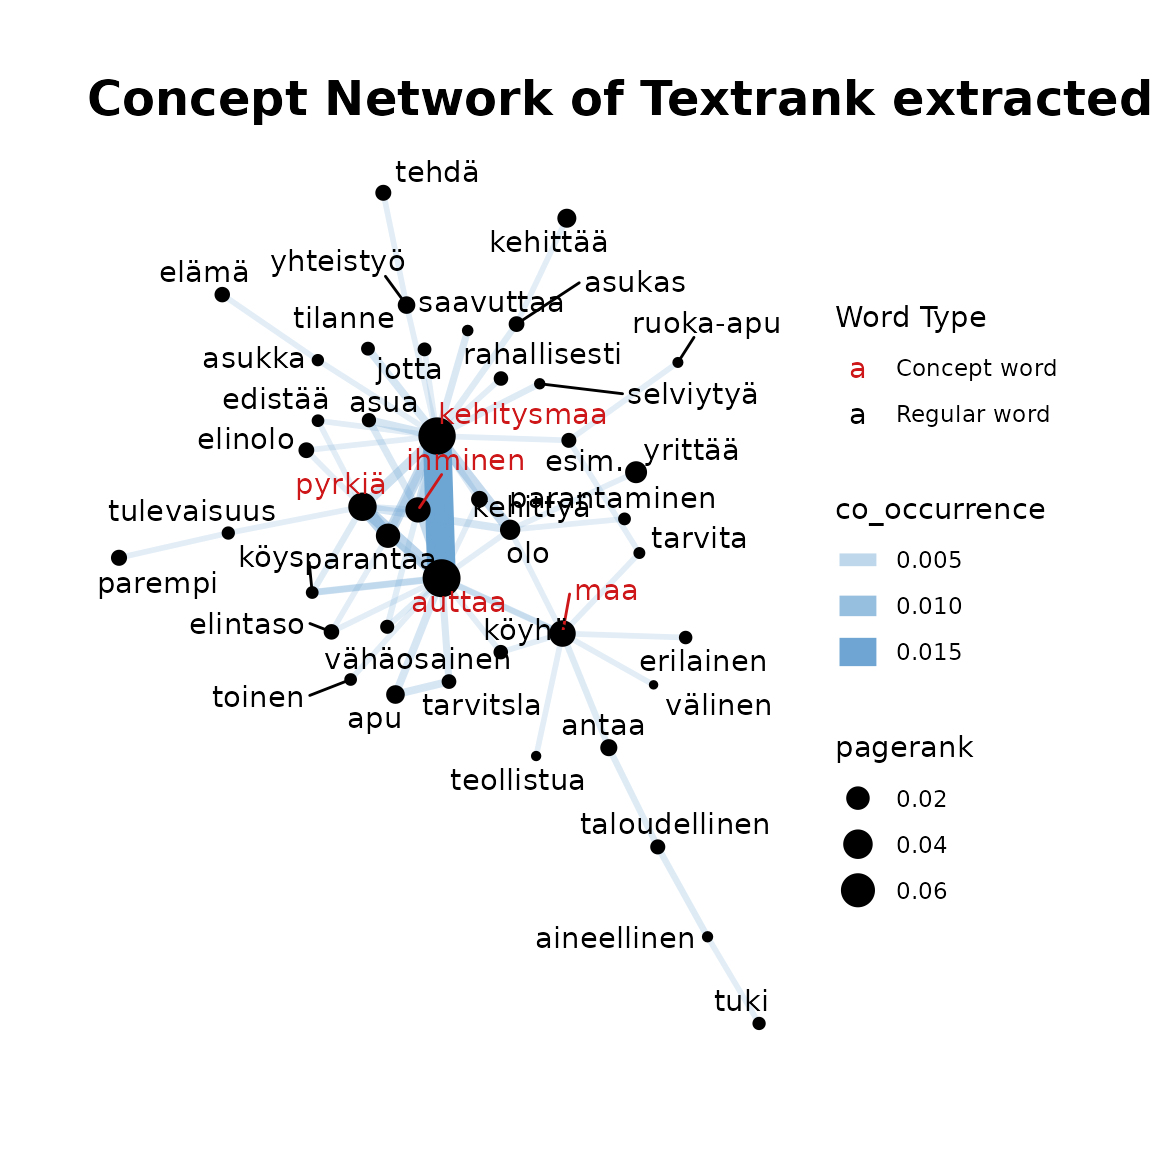 Concept Network of Textrank extracted
tehdä
kehittää
yhteistyö
elämä
asukas
saavuttaa
tilanne
ruoka-apu
rahallisesti
asukka
jotta
selviytyä
edistää
asua
kehitysmaa
elinolo
yrittää
ihminen
esim.
pyrkiä
parantaminen
kehittyä
tulevaisuus
tarvita
olo
köys
parantaa
parempi
maa
auttaa
elintaso
köyhä
vähäosainen
erilainen
toinen
tarvitsla
välinen
apu
antaa
teollistua
taloudellinen
aineellinen
tuki
Word Type
a Concept word
a Regular word
co_occurrence
0.005
0.010
0.015
pagerank
0.02
0.04
0.06